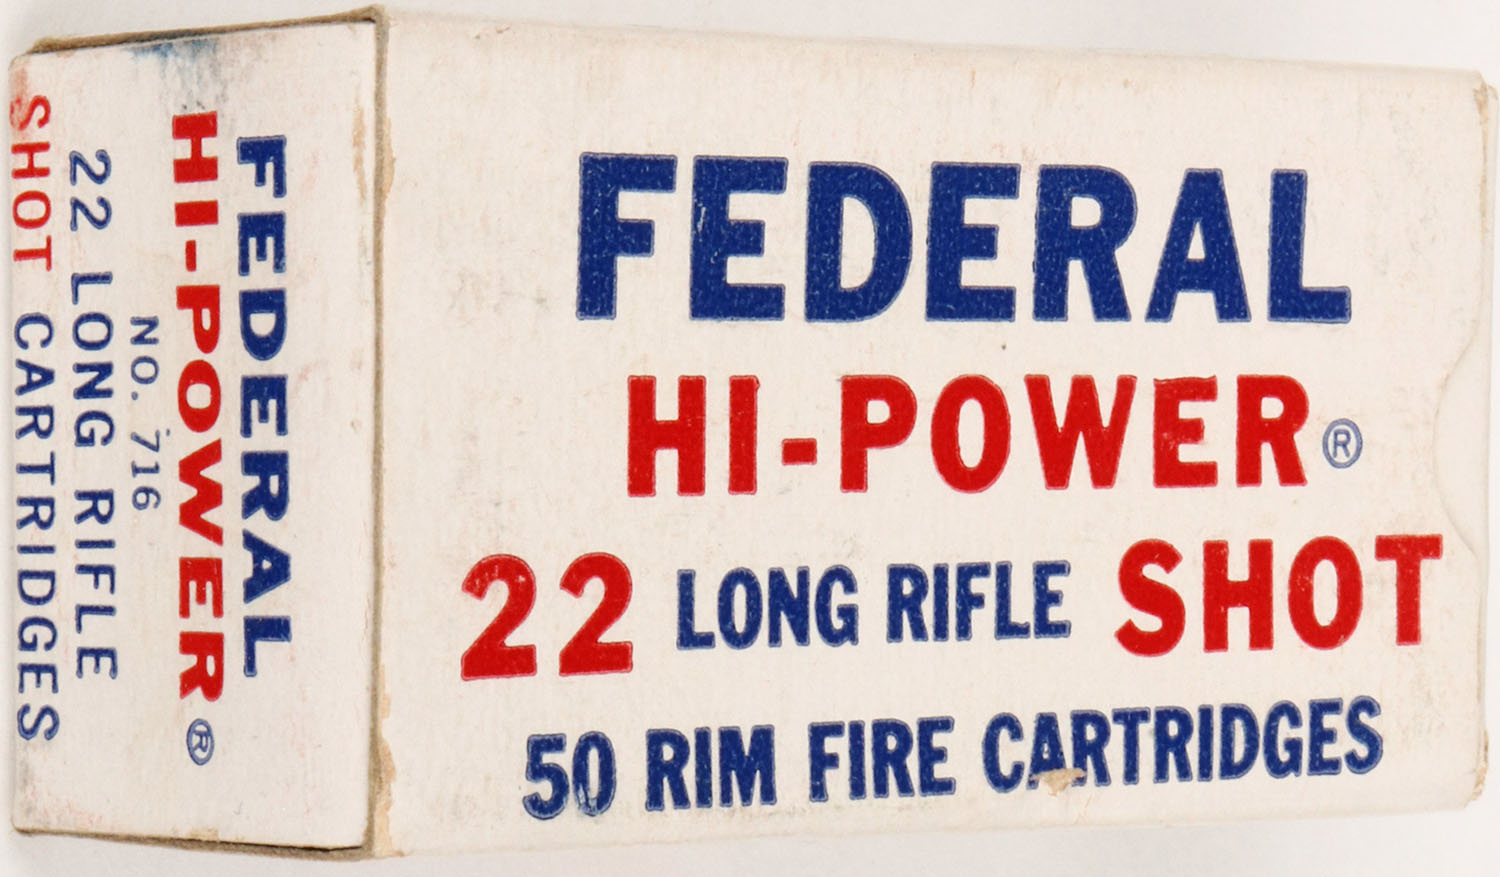 FEDERAL
HI-POWER®
22 LONG RIFLE SHOT
50 RIM FIRE CARTRIDGES
FEDERAL
HI-POWER®
NO. 716
22 LONG RIFLE
SHOT CARTRIDGES